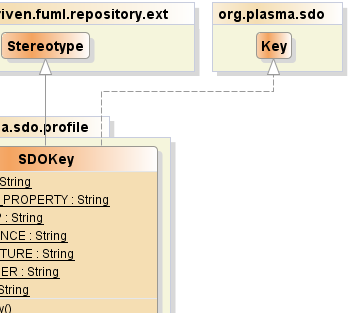 riven.fuml.repository.ext
org.plasma.sdo
Stereotype
Key
a.sdo.profile
SDOKey
String
_PROPERTY : String
P : String
NCE : String
TURE : String
ER : String
String
y()